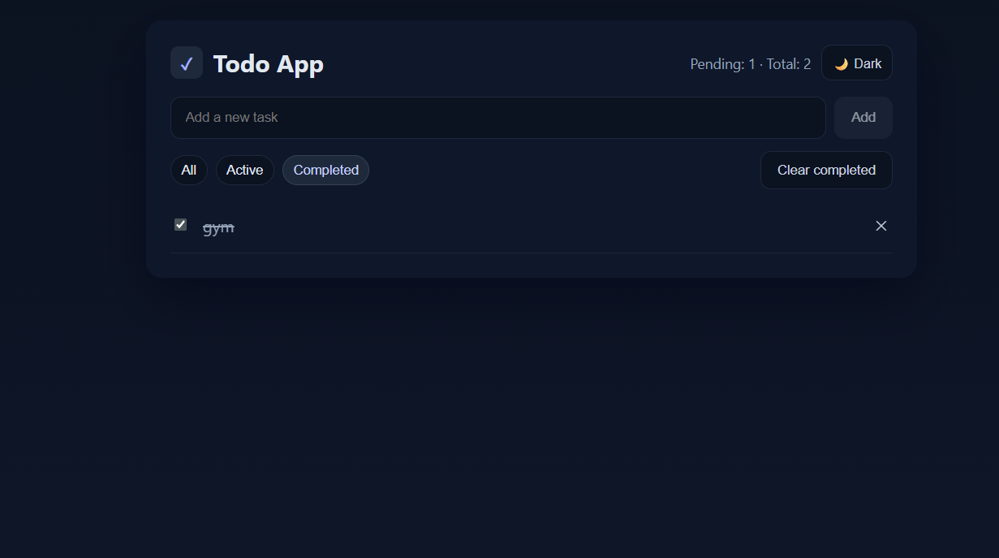 ✓ Todo App
Pending: 1 · Total: 2
🌙 Dark
Add a new task
Add
All
Active
Completed
Clear completed
gym